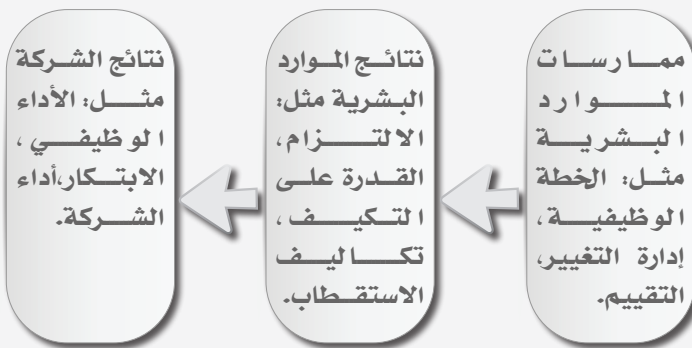 ممارسات
الموارد
البشرية
مثل: الخطة
الوظيفية،
إدارة التغيير،
التقييم.
نتائج الموارد
البشرية مثل:
الالتزام،
القدرة على
التكيف،
تكاليف
الاستقطاب.
نتائج الشركة
مثل: الأداء
الوظيفي،
الابتكار،أداء
الشركة.